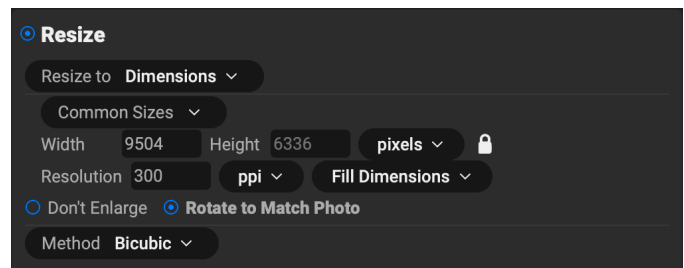 Resize
Resize to Dimensions
Common Sizes
Width 9504 Height 6336 pixels
Resolution 300 ppi Fill Dimensions
Don't Enlarge Rotate to Match Photo
Method Bicubic